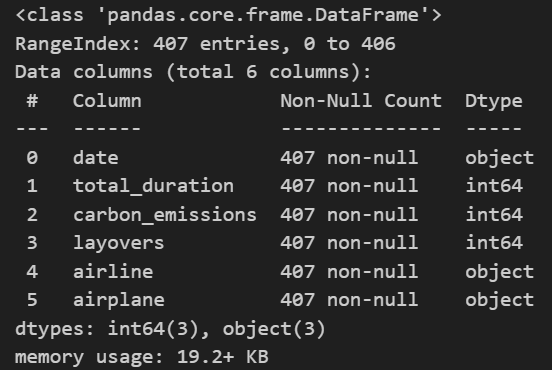 <class 'pandas.core.frame.DataFrame'>
RangeIndex: 407 entries, 0 to 406
Data columns (total 6 columns):
 #   Column            Non-Null Count  Dtype
---  ------            --------------  -----
 0   date              407 non-null    object
 1   total_duration    407 non-null    int64
 2   carbon_emissions  407 non-null    int64
 3   layovers          407 non-null    int64
 4   airline           407 non-null    object
 5   airplane          407 non-null    object
dtypes: int64(3), object(3)
memory usage: 19.2+ KB